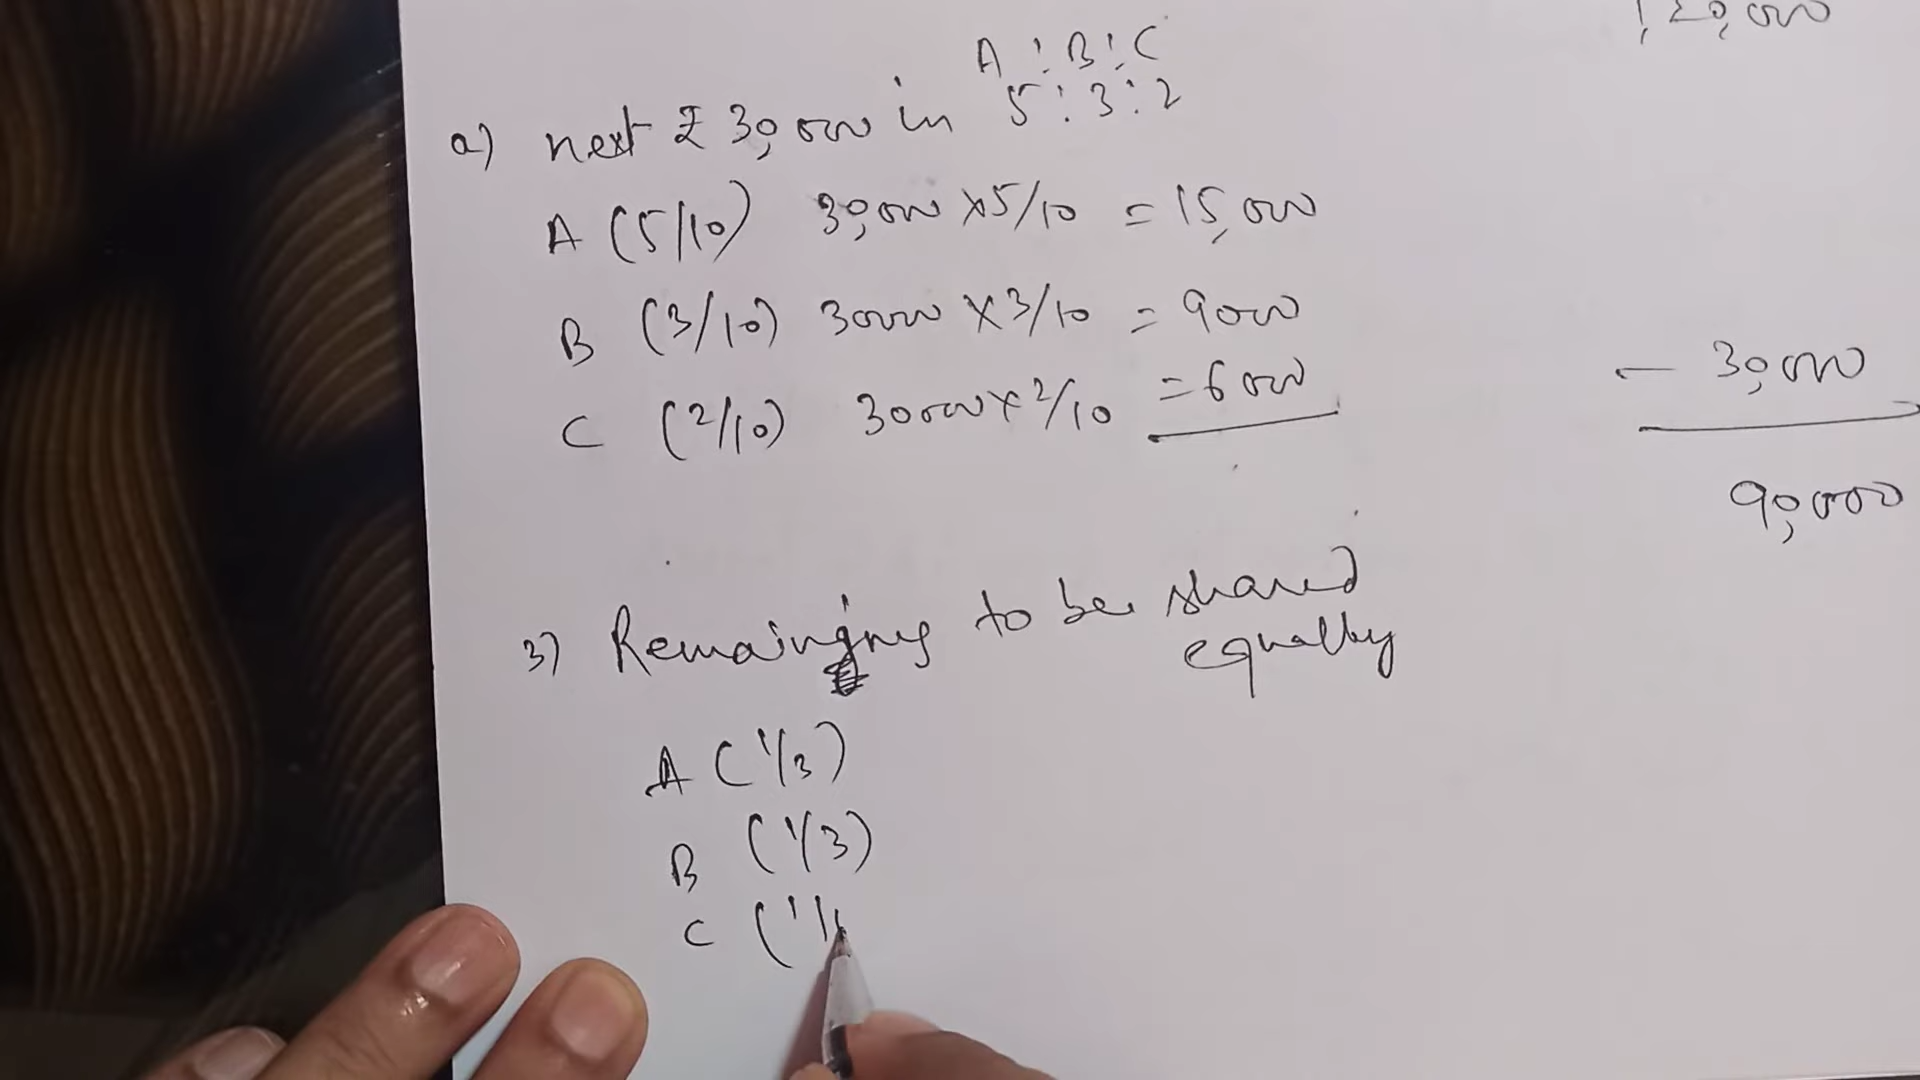 1,20,000
A : B : C
a) next ₹ 30,000 in 5 : 3 : 2
A (5/10) 30,000 x 5/10 = 15,000
B (3/10) 30000 x 3/10 = 9000
C (2/10) 30000 x 2/10 = 6000
- 30,000
90,000
3) Remaining to be shared
equally
A (1/3)
B (1/3)
C (1/